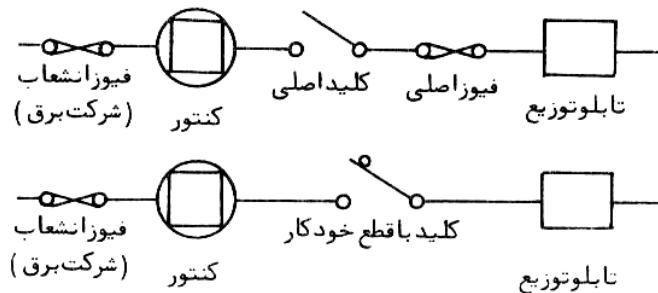 فیوزانشعاب
(شرکت برق)
کنتور
کلیداصلی
فیوزاصلی
تابلوتوزیع
فیوزانشعاب
(شرکت برق)
کنتور
کلید باقطع خودکار
تابلوتوزیع